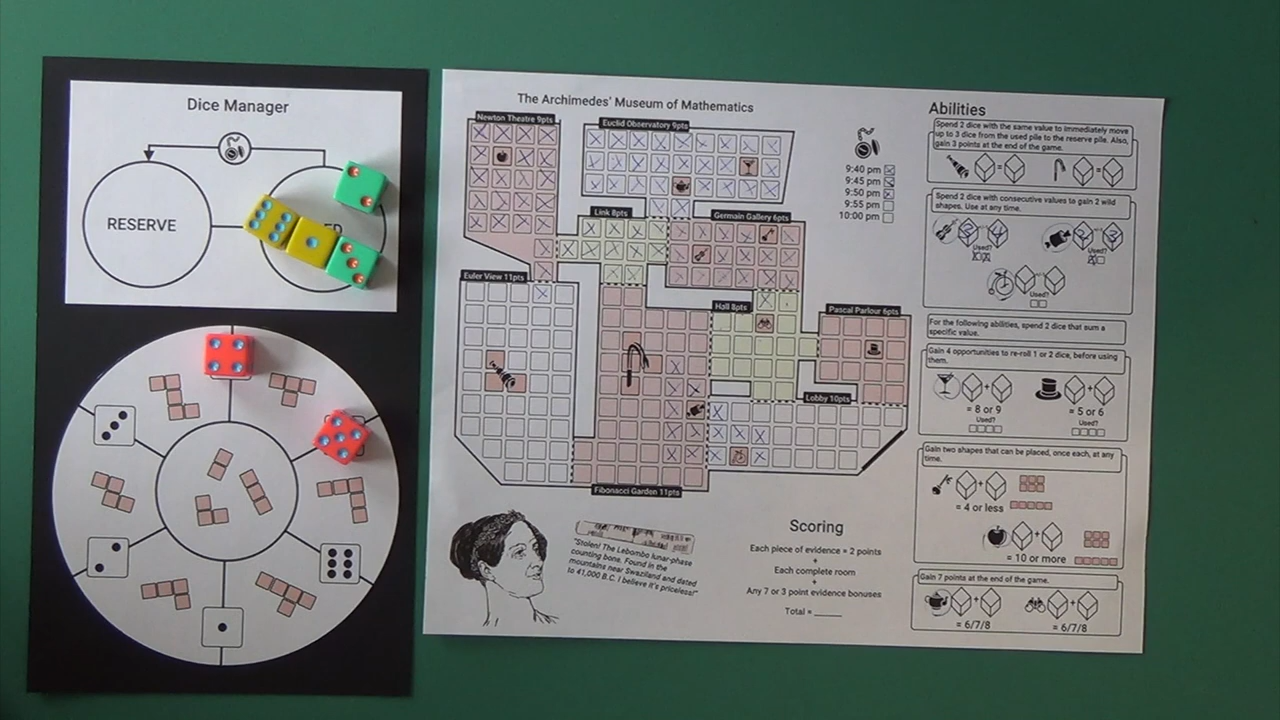 Dice Manager
RESERVE
ED
The Archimedes' Museum of Mathematics
Newton Theatre 9pts
Euclid Observatory 9pts
9:40 pm
9:45 pm
9:50 pm
9:55 pm
10:00 pm
Link 8pts
Germain Gallery 6pts
Euler View 11pts
Hall 8pts
Pascal Parlour 6pts
Lobby 10pts
Fibonacci Garden 11pts
"Stolen! The Lebombo lunar-phase
counting bone. Found in the
mountains near Swaziland and dated
to 41,000 B.C. I believe it's priceless!"
Scoring
Each piece of evidence = 2 points
+
Each complete room
+
Any 7 or 3 point evidence bonuses
Total = ______
Abilities
Spend 2 dice with the same value to immediately move
up to 3 dice from the used pile to the reserve pile. Also,
gain 3 points at the end of the game.
= =
Spend 2 dice with consecutive values to gain 2 wild
shapes. Use at any time.
3 4 2 3
Used? Used?
Used?
For the following abilities, spend 2 dice that sum a
specific value.
Gain 4 opportunities to re-roll 1 or 2 dice, before using
them.
+ +
= 8 or 9 = 5 or 6
Used? Used?
Gain two shapes that can be placed, once each, at any
time.
+
= 4 or less
+
= 10 or more
Gain 7 points at the end of the game.
+ +
= 6/7/8 = 6/7/8